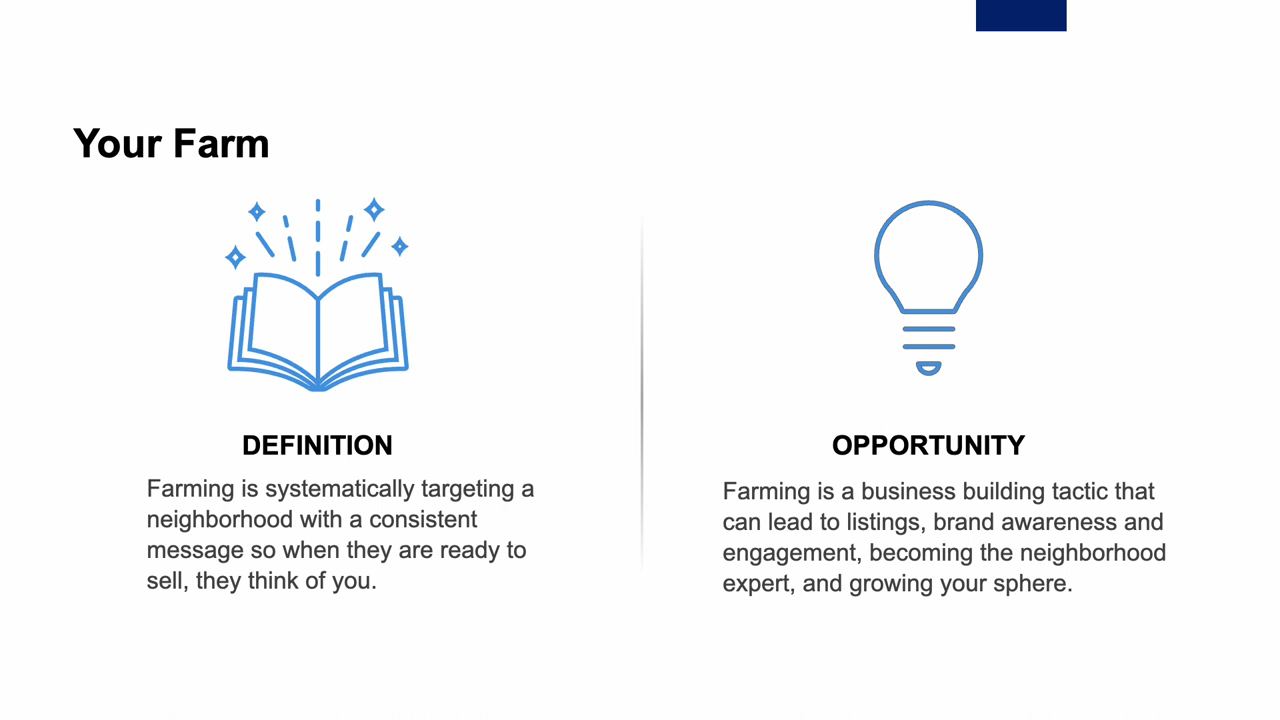 Your Farm
DEFINITION
Farming is systematically targeting a
neighborhood with a consistent
message so when they are ready to
sell, they think of you.
OPPORTUNITY
Farming is a business building tactic that
can lead to listings, brand awareness and
engagement, becoming the neighborhood
expert, and growing your sphere.